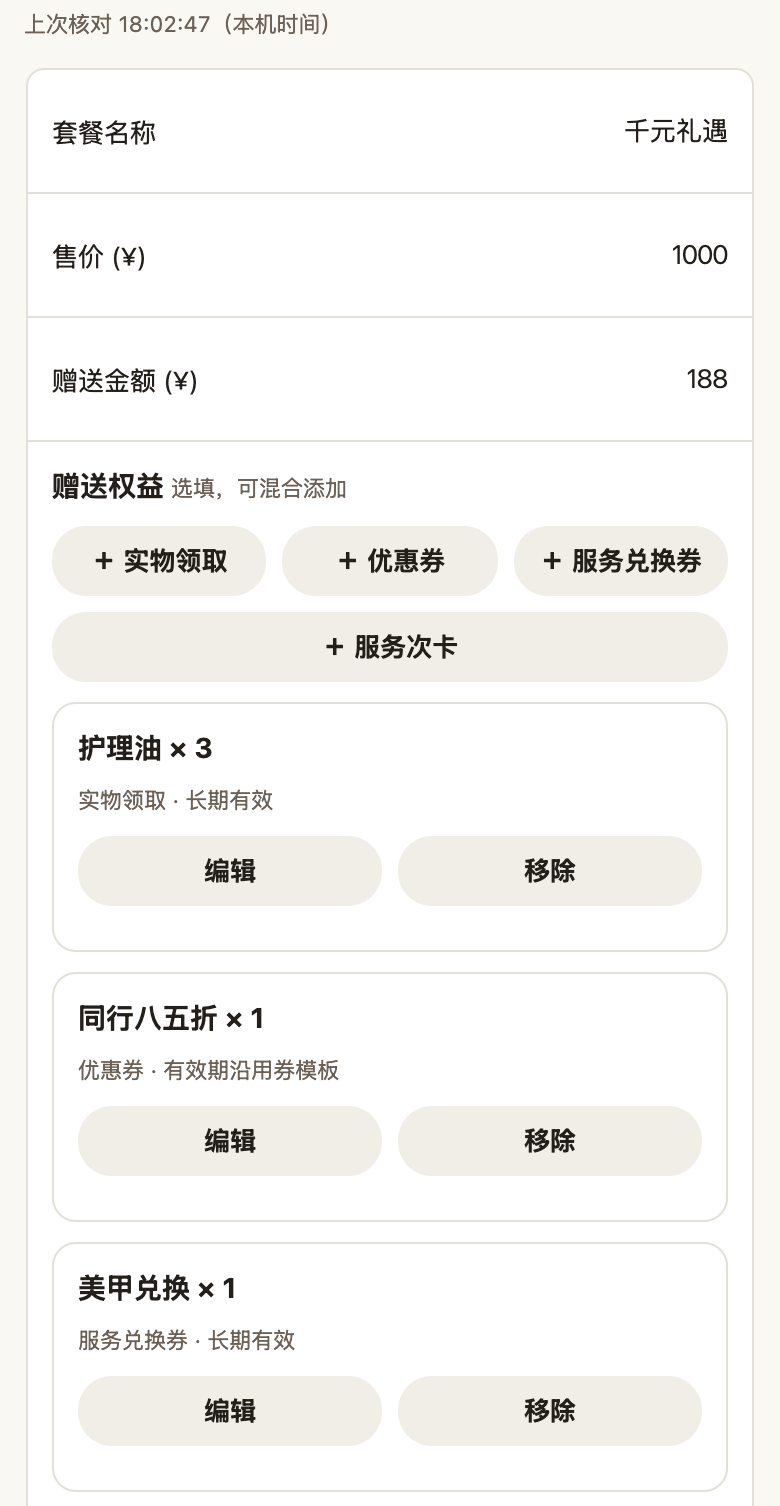 上次核对 18:02:47（本机时间）
套餐名称 千元礼遇
售价 (¥) 1000
赠送金额 (¥) 188
赠送权益 选填，可混合添加
+ 实物领取 + 优惠券 + 服务兑换券
+ 服务次卡
护理油 × 3
实物领取 · 长期有效
编辑 移除
同行八五折 × 1
优惠券 · 有效期沿用券模板
编辑 移除
美甲兑换 × 1
服务兑换券 · 长期有效
编辑 移除